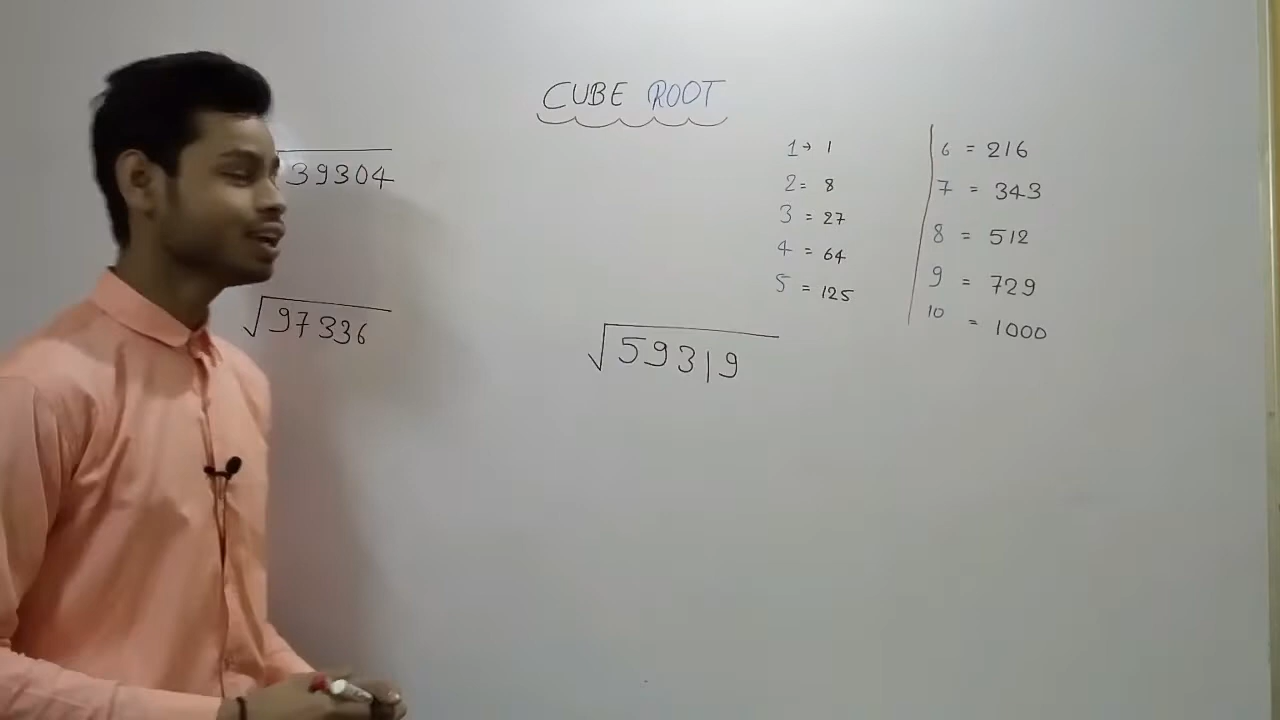 CUBE ROOT
√39304
√97336
√59319
1 → 1
2 = 8
3 = 27
4 = 64
5 = 125
6 = 216
7 = 343
8 = 512
9 = 729
10 = 1000